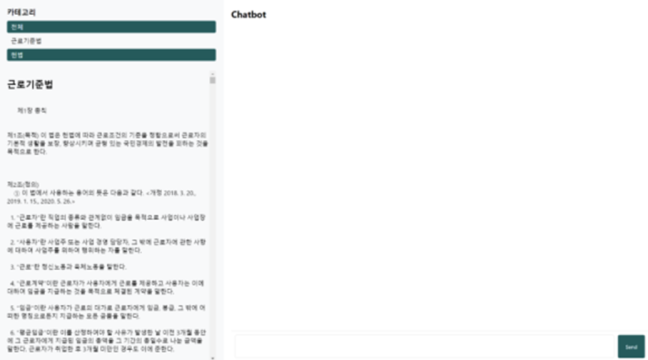 카테고리
전체
근로기준법
헌법
근로기준법
제1장 총칙
제1조(목적) 이 법은 헌법에 따라 근로조건의 기준을 정함으로써 근로자의
기본적 생활을 보장, 향상시키며 균형 있는 국민경제의 발전을 꾀하는 것을
목적으로 한다.
제2조(정의)
① 이 법에서 사용하는 용어의 뜻은 다음과 같다. <개정 2018. 3. 20.,
2019. 1. 15., 2020. 5. 26.>
1. "근로자"란 직업의 종류와 관계없이 임금을 목적으로 사업이나 사업장
에 근로를 제공하는 사람을 말한다.
2. "사용자"란 사업주 또는 사업 경영 담당자, 그 밖에 근로자에 관한 사항
에 대하여 사업주를 위하여 행위하는 자를 말한다.
3. "근로"란 정신노동과 육체노동을 말한다.
4. "근로계약"이란 근로자가 사용자에게 근로를 제공하고 사용자는 이에
대하여 임금을 지급하는 것을 목적으로 체결된 계약을 말한다.
5. "임금"이란 사용자가 근로의 대가로 근로자에게 임금, 봉급, 그 밖에 어
떠한 명칭으로든지 지급하는 모든 금품을 말한다.
6. "평균임금"이란 이를 산정하여야 할 사유가 발생한 날 이전 3개월 동안
에 그 근로자에게 지급된 임금의 총액을 그 기간의 총일수로 나눈 금액을
말한다. 근로자가 취업한 후 3개월 미만인 경우도 이에 준한다.
Chatbot
Send